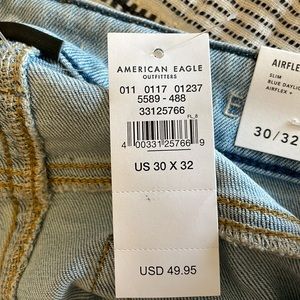 AMERICAN EAGLE
OUTFITTERS
011 0117 01237
5589 - 488
33125766
FL_8
4 00331 25766 9
US 30 X 32
USD 49.95
AIRFLE
SLIM
BLUE DAYLIG
AIRFLEX +
30/32